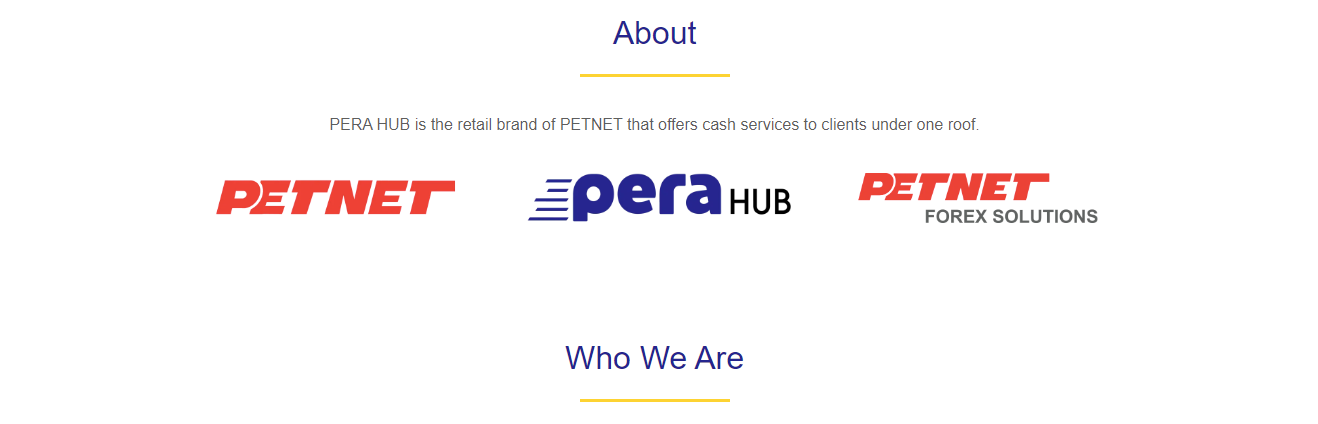 About
PERA HUB is the retail brand of PETNET that offers cash services to clients under one roof.
PETNET
pera HUB
PETNET
FOREX SOLUTIONS
Who We Are